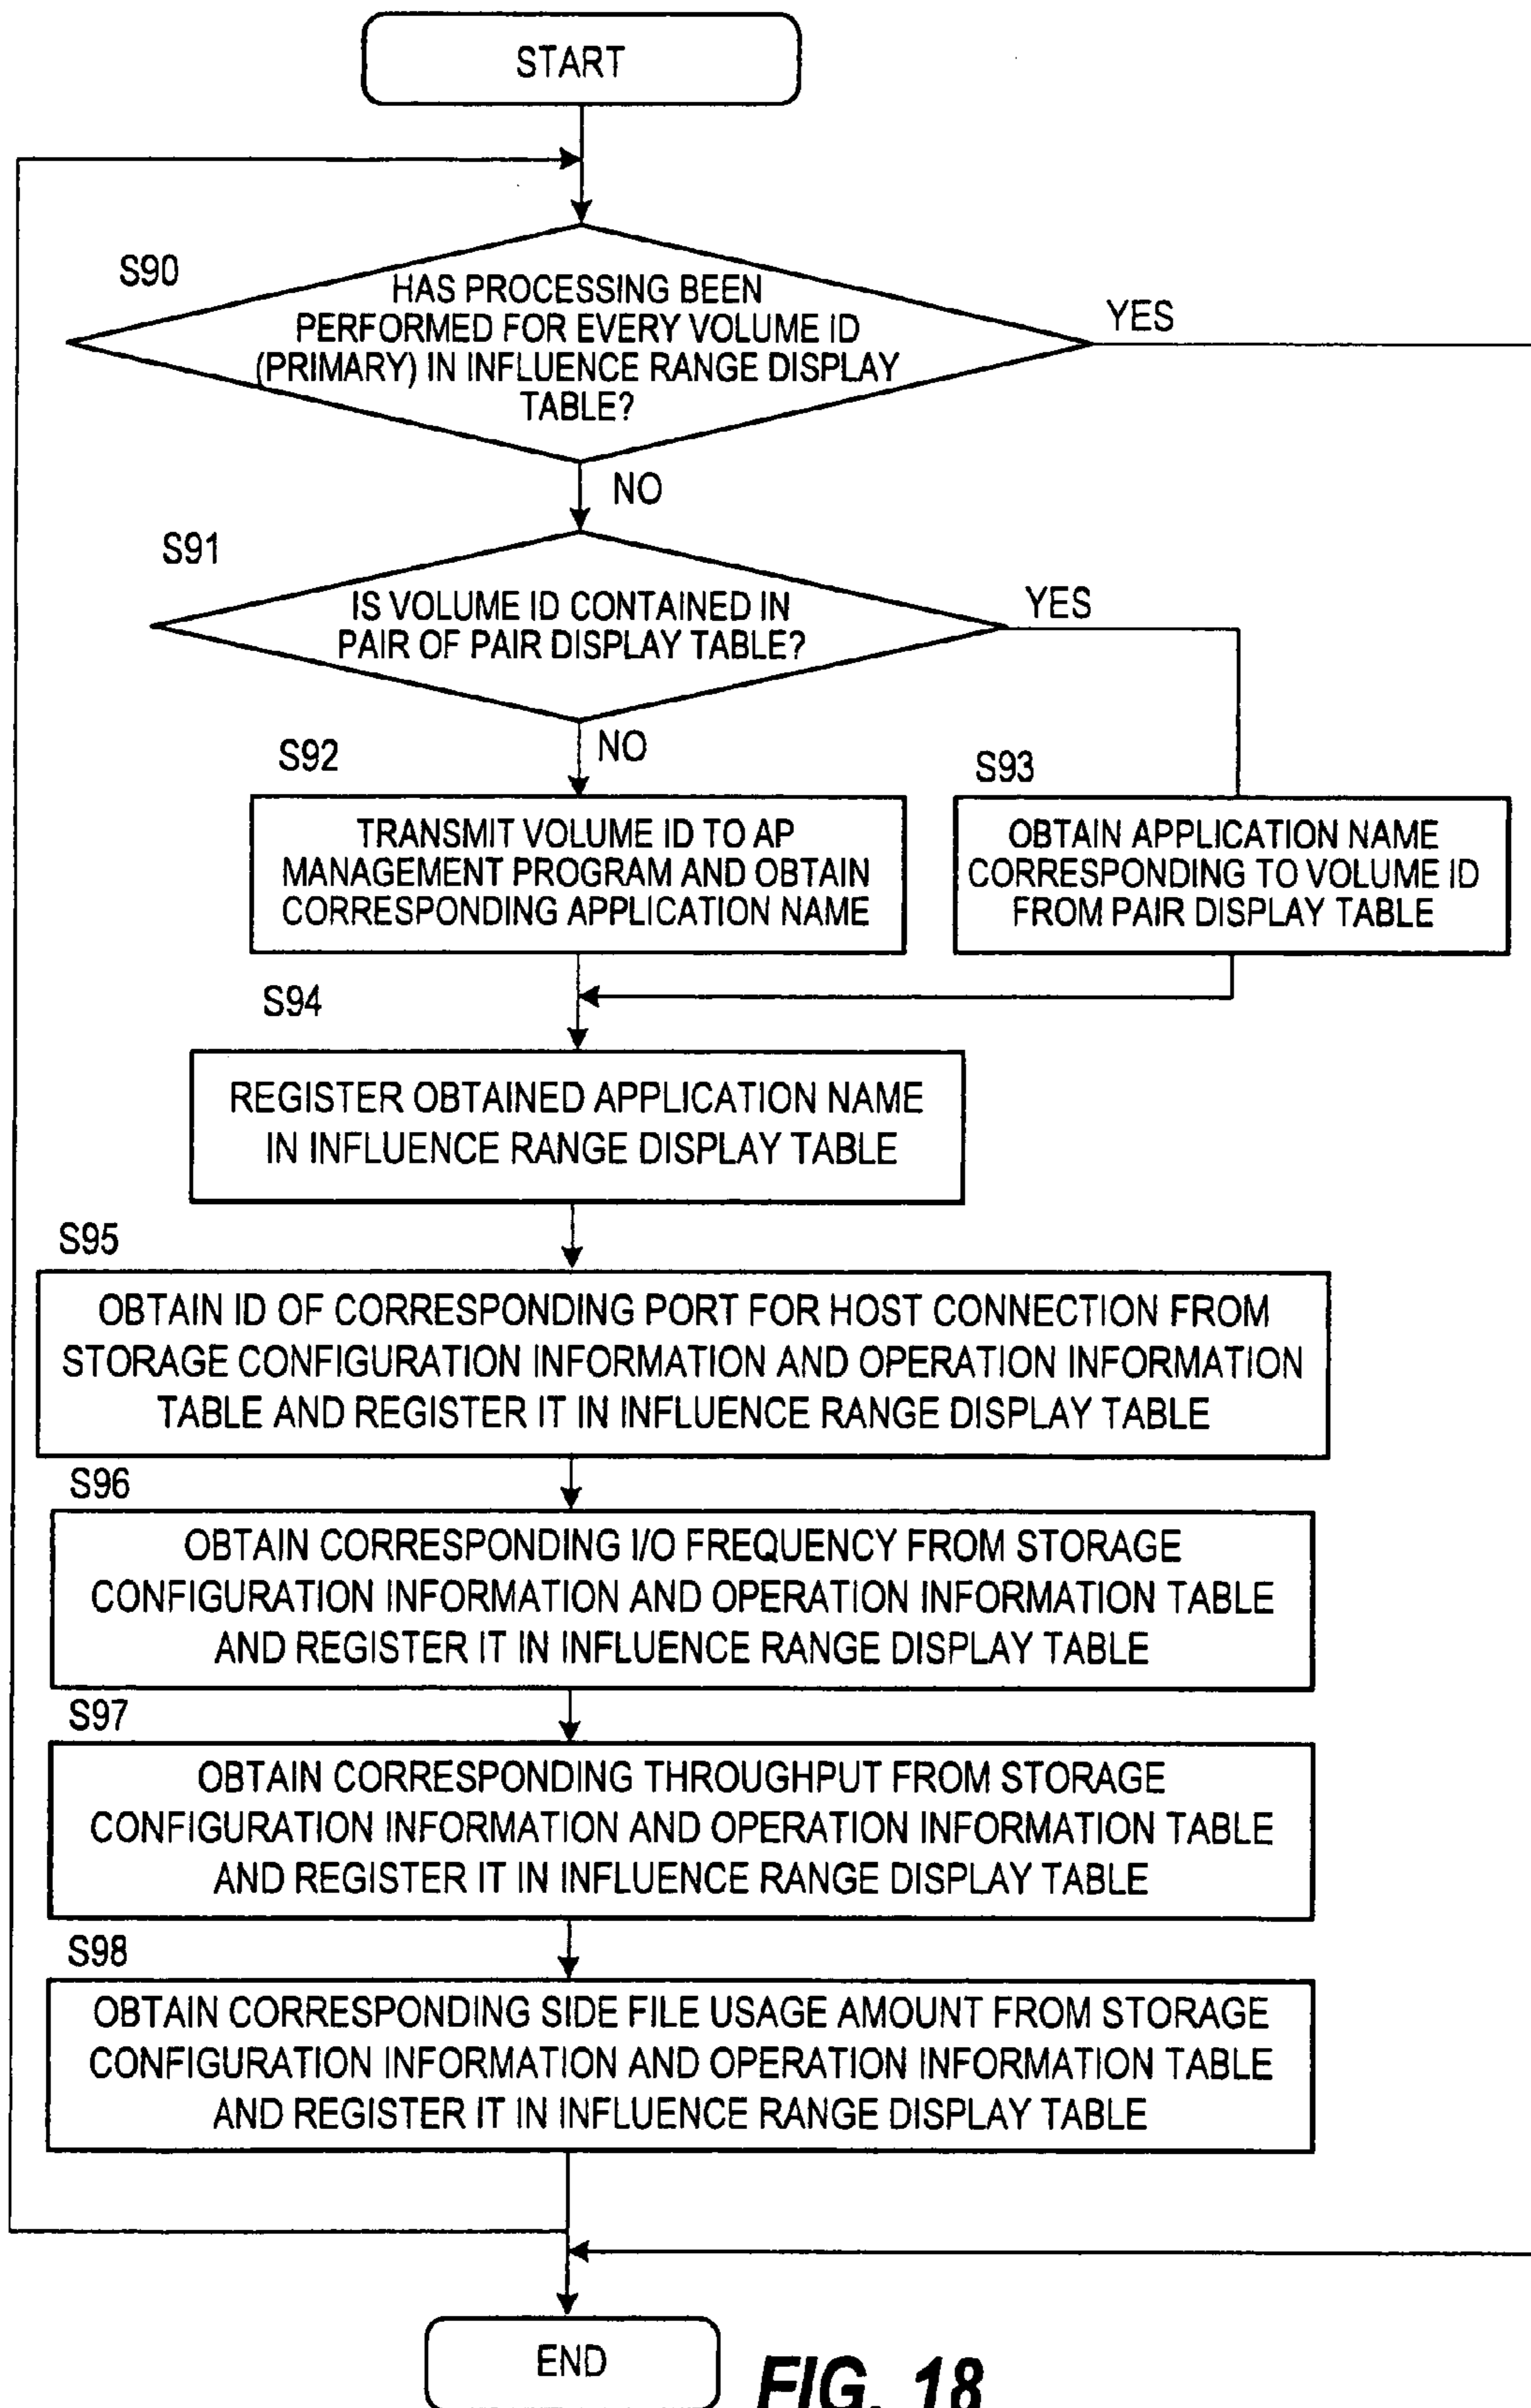 START
S90
HAS PROCESSING BEEN
PERFORMED FOR EVERY VOLUME ID
(PRIMARY) IN INFLUENCE RANGE DISPLAY
TABLE?
YES
NO
S91
IS VOLUME ID CONTAINED IN
PAIR OF PAIR DISPLAY TABLE?
YES
NO
S92
TRANSMIT VOLUME ID TO AP
MANAGEMENT PROGRAM AND OBTAIN
CORRESPONDING APPLICATION NAME
S93
OBTAIN APPLICATION NAME
CORRESPONDING TO VOLUME ID
FROM PAIR DISPLAY TABLE
S94
REGISTER OBTAINED APPLICATION NAME
IN INFLUENCE RANGE DISPLAY TABLE
S95
OBTAIN ID OF CORRESPONDING PORT FOR HOST CONNECTION FROM
STORAGE CONFIGURATION INFORMATION AND OPERATION INFORMATION
TABLE AND REGISTER IT IN INFLUENCE RANGE DISPLAY TABLE
S96
OBTAIN CORRESPONDING I/O FREQUENCY FROM STORAGE
CONFIGURATION INFORMATION AND OPERATION INFORMATION TABLE
AND REGISTER IT IN INFLUENCE RANGE DISPLAY TABLE
S97
OBTAIN CORRESPONDING THROUGHPUT FROM STORAGE
CONFIGURATION INFORMATION AND OPERATION INFORMATION TABLE
AND REGISTER IT IN INFLUENCE RANGE DISPLAY TABLE
S98
OBTAIN CORRESPONDING SIDE FILE USAGE AMOUNT FROM STORAGE
CONFIGURATION INFORMATION AND OPERATION INFORMATION TABLE
AND REGISTER IT IN INFLUENCE RANGE DISPLAY TABLE
END
FIG. 18